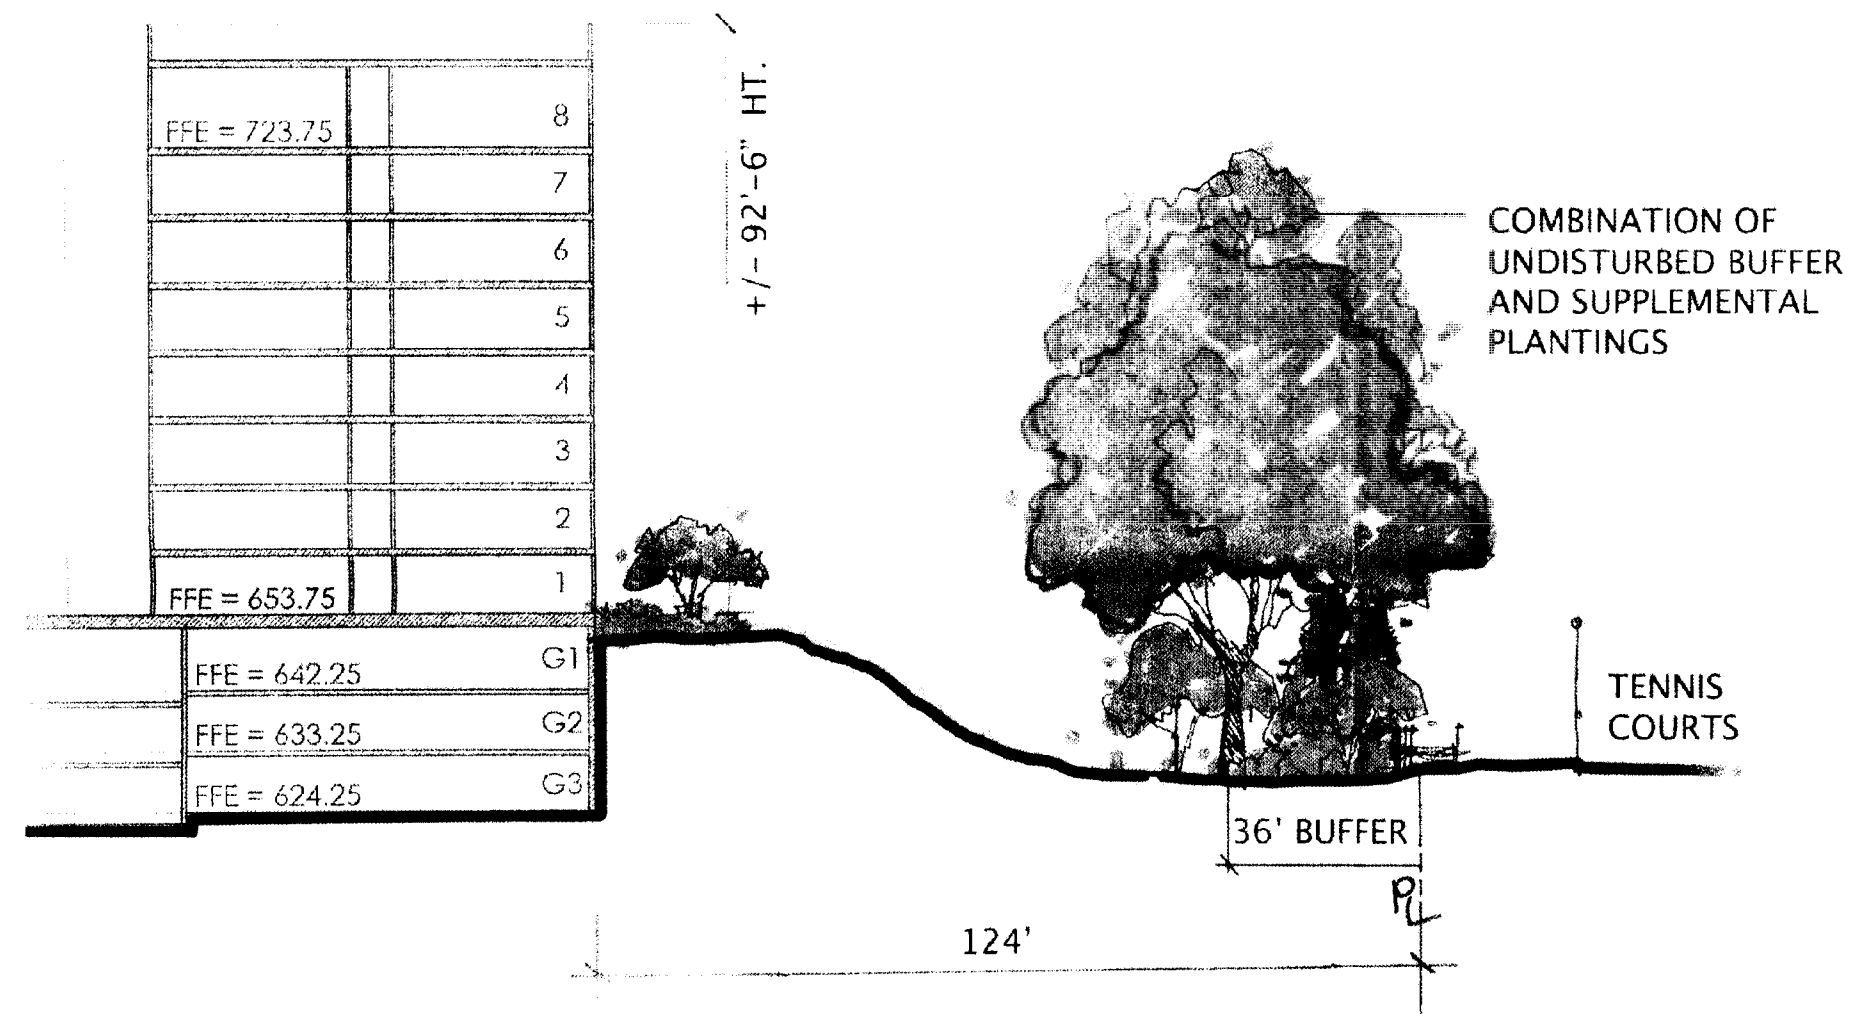 8
FFE = 723.75
7
6
5
4
3
2
1
FFE = 653.75
G1
FFE = 642.25
G2
FFE = 633.25
G3
FFE = 624.25
+/- 92'-6" HT.
COMBINATION OF
UNDISTURBED BUFFER
AND SUPPLEMENTAL
PLANTINGS
TENNIS
COURTS
36' BUFFER
PL
124'